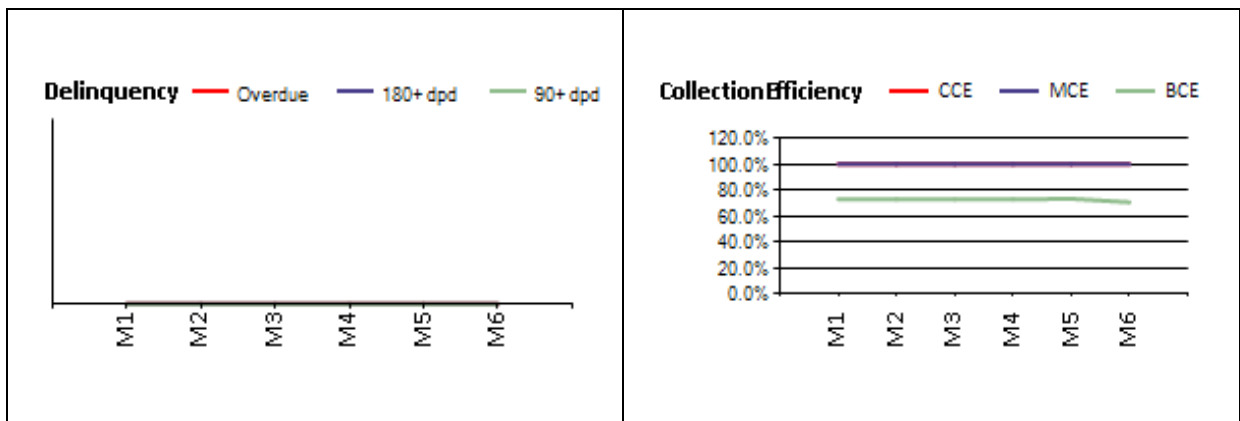 Delinquency Overdue 180+ dpd 90+ dpd
M1 M2 M3 M4 M5 M6
Collection Efficiency CCE MCE BCE
120.0%
100.0%
80.0%
60.0%
40.0%
20.0%
0.0%
M1 M2 M3 M4 M5 M6